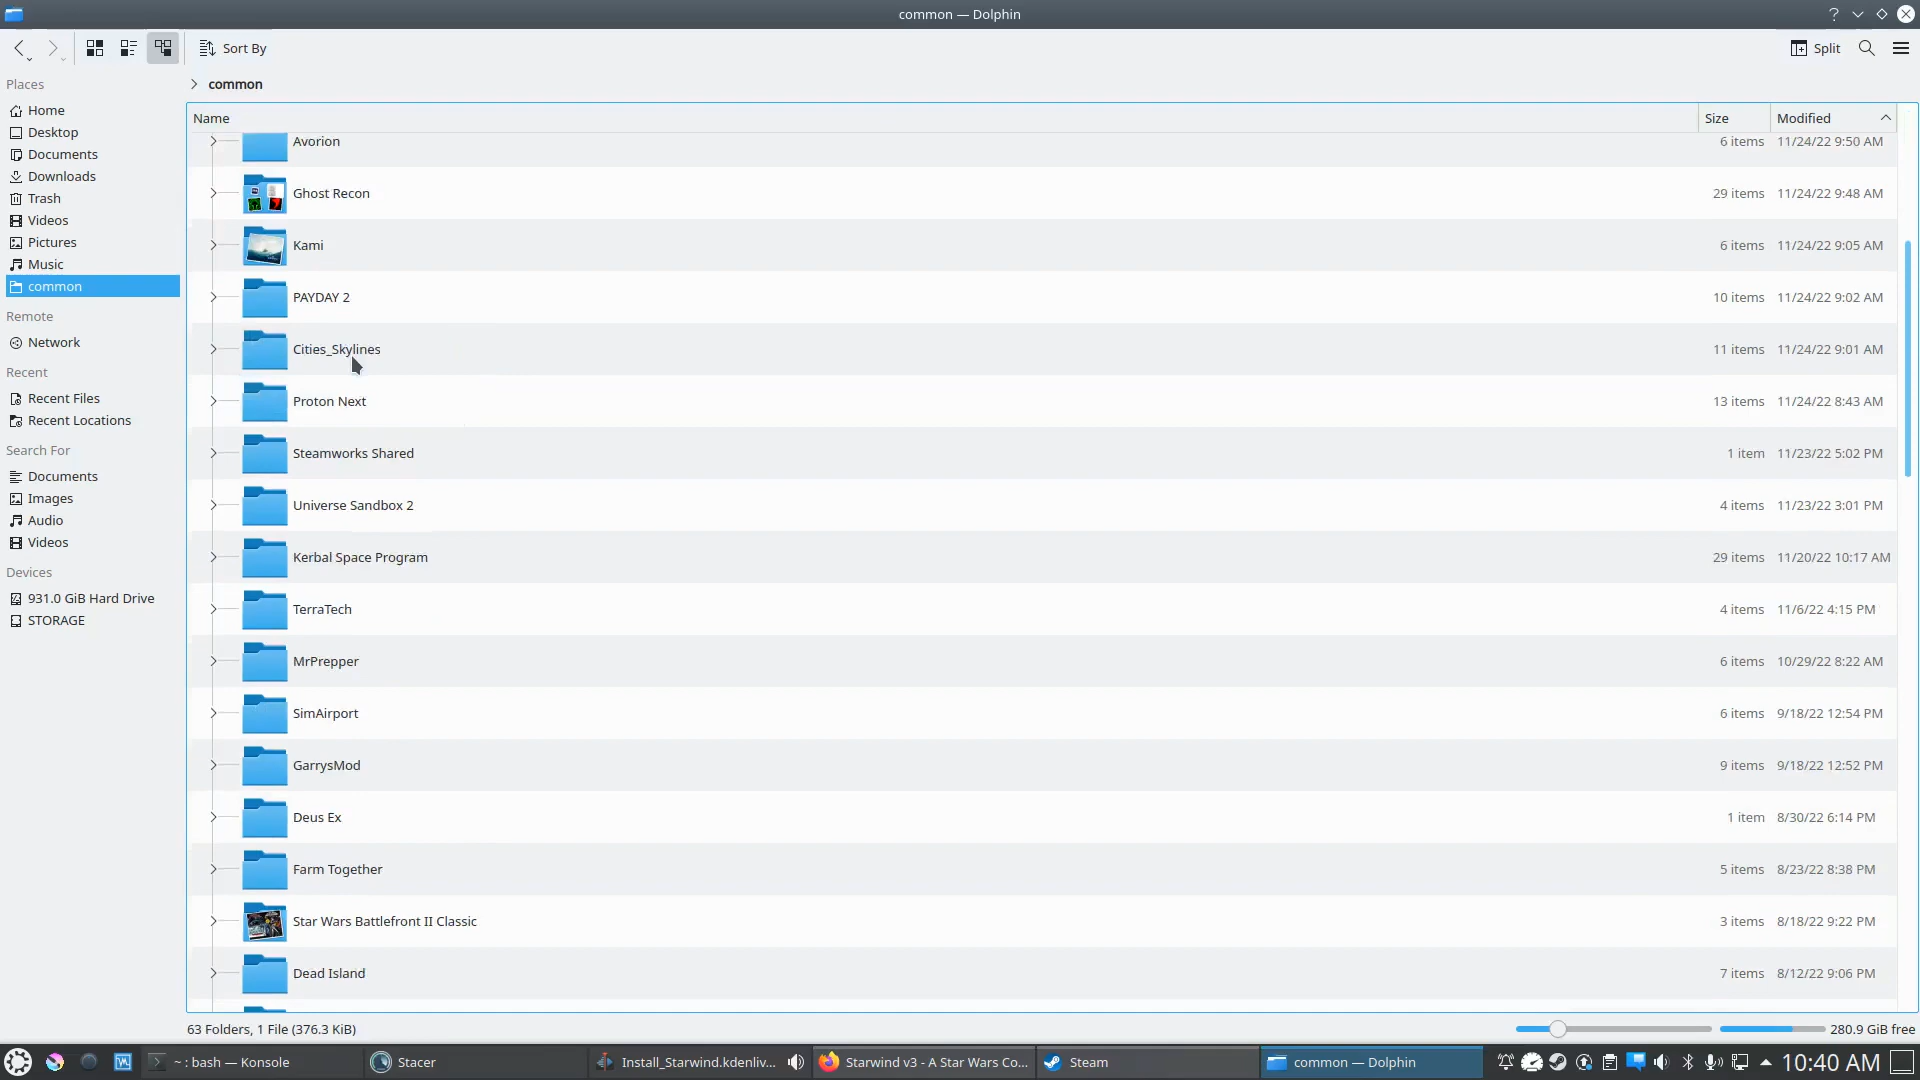 common — Dolphin
Sort By
Split
Places
Home
Desktop
Documents
Downloads
Trash
Videos
Pictures
Music
common
Remote
Network
Recent
Recent Files
Recent Locations
Search For
Documents
Images
Audio
Videos
Devices
931.0 GiB Hard Drive
STORAGE
common
Name Size Modified
Avorion 6 items 11/24/22 9:50 AM
Ghost Recon 29 items 11/24/22 9:48 AM
Kami 6 items 11/24/22 9:05 AM
PAYDAY 2 10 items 11/24/22 9:02 AM
Cities_Skylines 11 items 11/24/22 9:01 AM
Proton Next 13 items 11/24/22 8:43 AM
Steamworks Shared 1 item 11/23/22 5:02 PM
Universe Sandbox 2 4 items 11/23/22 3:01 PM
Kerbal Space Program 29 items 11/20/22 10:17 AM
TerraTech 4 items 11/6/22 4:15 PM
MrPrepper 6 items 10/29/22 8:22 AM
SimAirport 6 items 9/18/22 12:54 PM
GarrysMod 9 items 9/18/22 12:52 PM
Deus Ex 1 item 8/30/22 6:14 PM
Farm Together 5 items 8/23/22 8:38 PM
Star Wars Battlefront II Classic 3 items 8/18/22 9:22 PM
Dead Island 7 items 8/12/22 9:06 PM
63 Folders, 1 File (376.3 KiB) 280.9 GiB free
~ : bash — Konsole Stacer Install_Starwind.kdenliv... Starwind v3 - A Star Wars Co... Steam common — Dolphin 10:40 AM